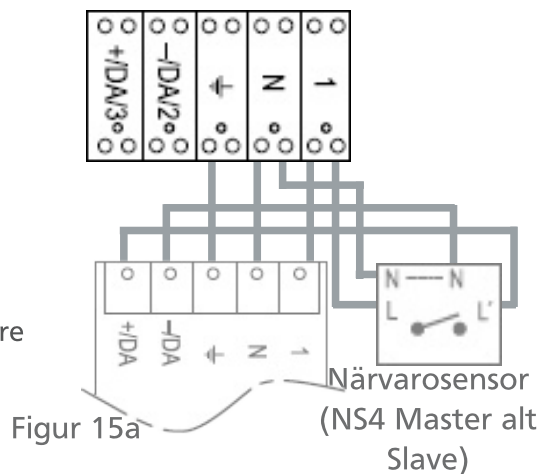 +/DA/3
-/DA/2
N
1
N N
L L'
+/DA
-/DA
N
1
re
Närvarosensor
(NS4 Master alt
Slave)
Figur 15a